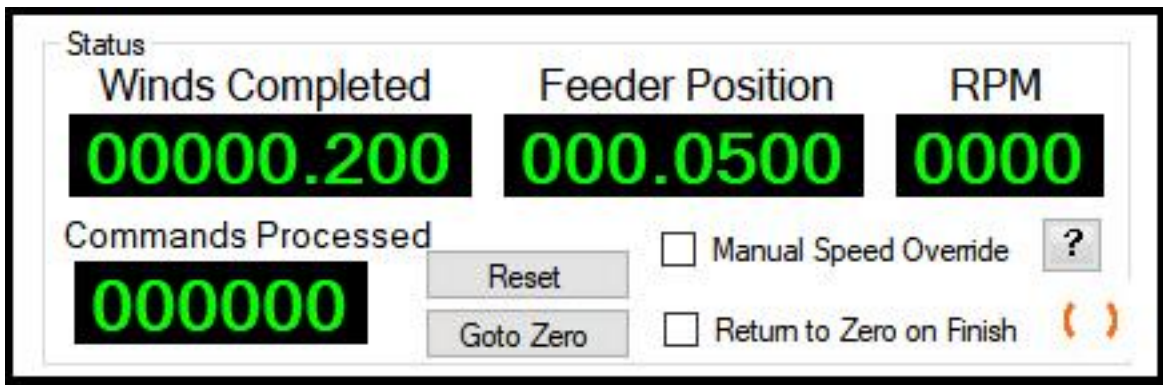 Status
Winds Completed Feeder Position RPM
00000.200 000.0500 0000
Commands Processed
Manual Speed Override ?
Reset
000000
Return to Zero on Finish ( )
Goto Zero